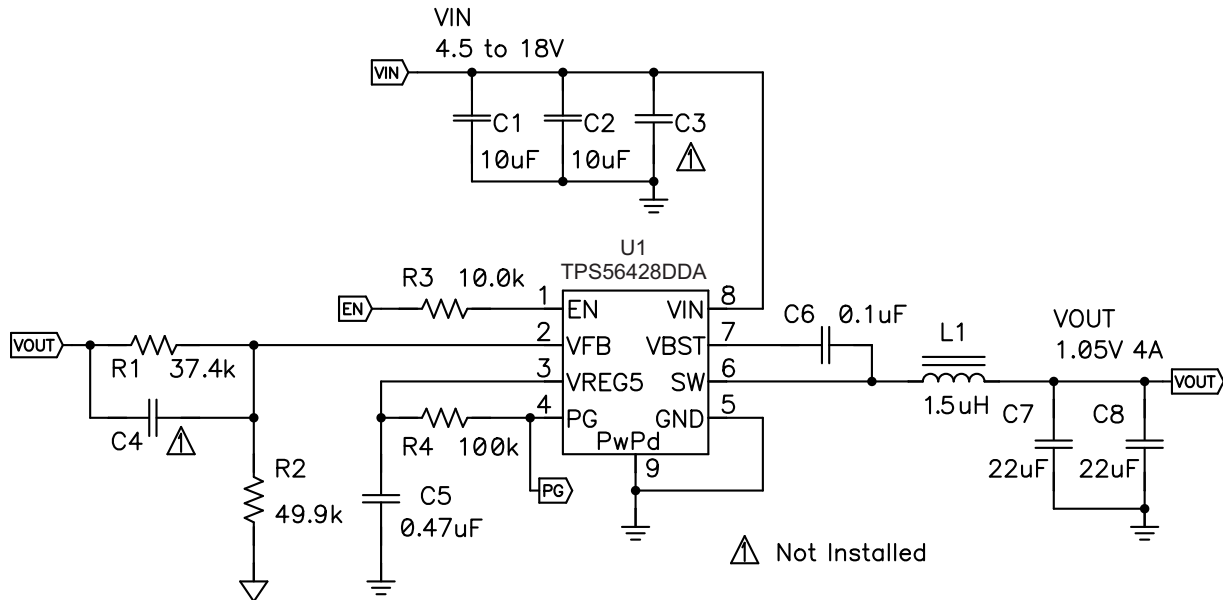 VIN
4.5 to 18V
VIN
C1
C2
C3
10uF
10uF
1
U1
TPS56428DDA
R3 10.0k
EN
1
EN
VIN
8
C6 0.1uF
L1
VOUT
1.05V 4A
VOUT
2
VFB
VBST
7
R1 37.4k
3
VREG5
SW
6
1.5uH
VOUT
C4
1
R4 100k
4
PG
GND
5
PwPd
9
C7
C8
22uF
22uF
R2
49.9k
C5
0.47uF
PG
1 Not Installed